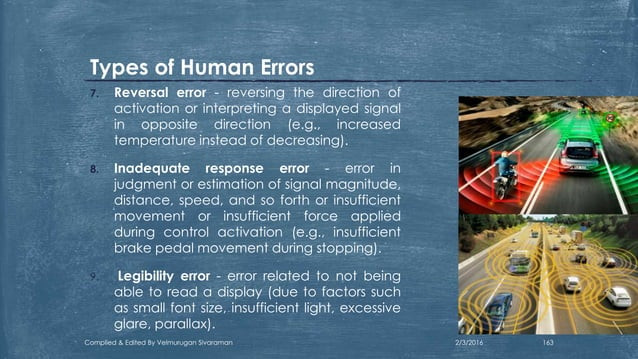 Types of Human Errors
7. Reversal error - reversing the direction of
activation or interpreting a displayed signal
in opposite direction (e.g., increased
temperature instead of decreasing).
8. Inadequate response error - error in
judgment or estimation of signal magnitude,
distance, speed, and so forth or insufficient
movement or insufficient force applied
during control activation (e.g., insufficient
brake pedal movement during stopping).
9. Legibility error - error related to not being
able to read a display (due to factors such
as small font size, insufficient light, excessive
glare, parallax).
Complied & Edited By Velmurugan Sivaraman 2/3/2016 163